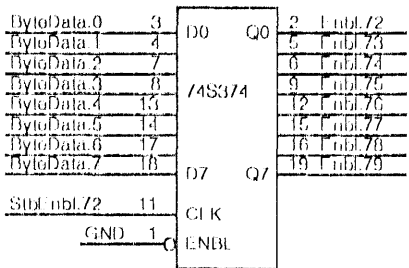 ByteData.0 3 D0 Q0 2 Enbl.72
ByteData.1 4 5 Enbl.73
ByteData.2 7 6 Enbl.74
ByteData.3 8 74S374 9 Enbl.75
ByteData.4 13 12 Enbl.76
ByteData.5 14 15 Enbl.77
ByteData.6 17 16 Enbl.78
ByteData.7 18 D7 Q7 19 Enbl.79
StbEnbl.72 11 CLK
GND 1 ENBL